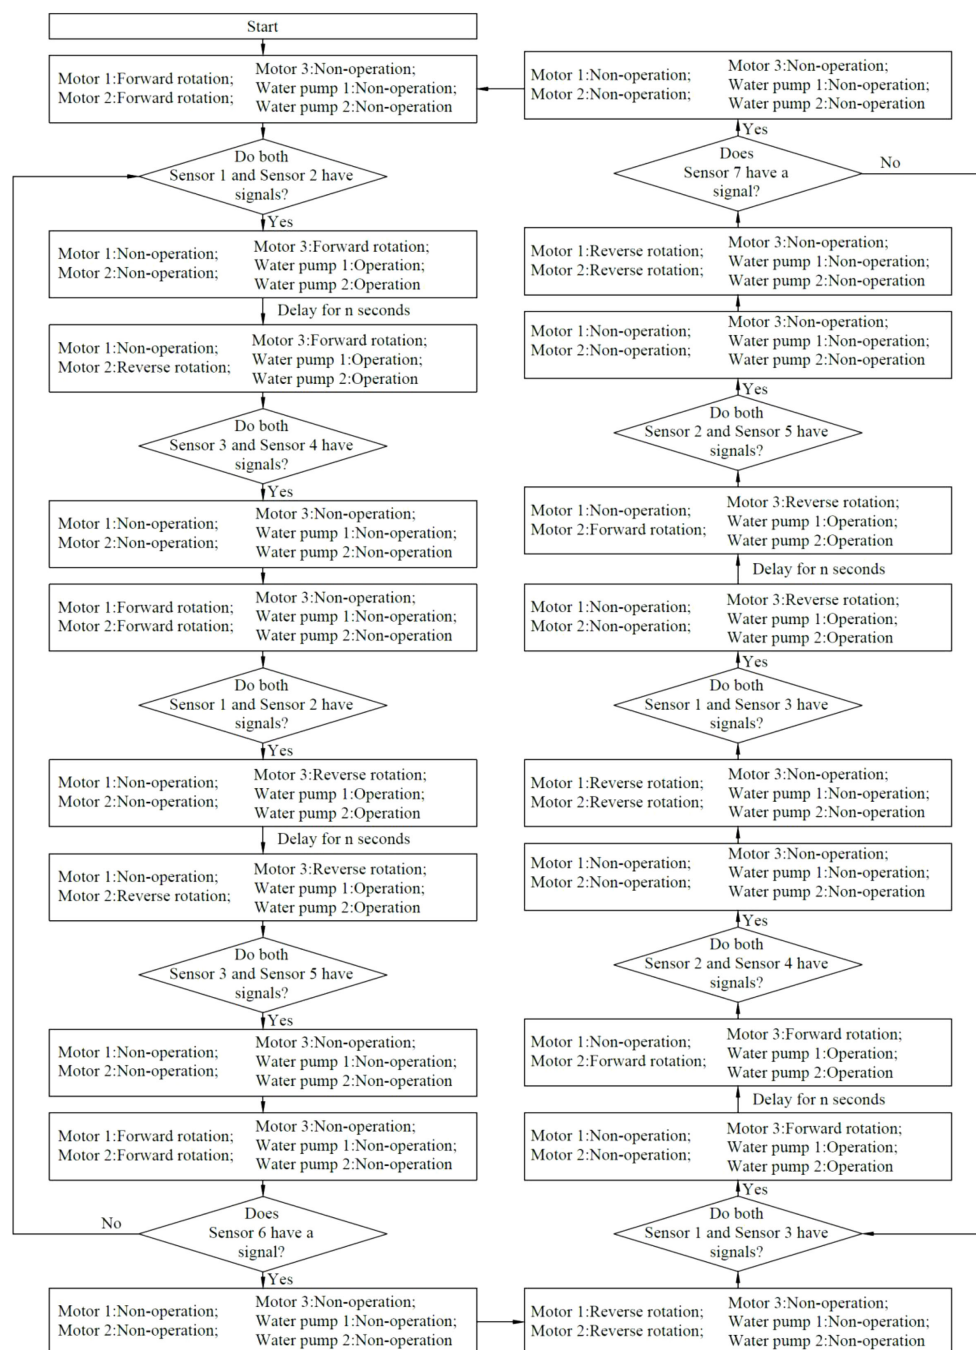 Start
Motor 1:Forward rotation;
Motor 2:Forward rotation;
Motor 3:Non-operation;
Water pump 1:Non-operation;
Water pump 2:Non-operation
Do both
Sensor 1 and Sensor 2 have
signals?
Yes
Motor 1:Non-operation;
Motor 2:Non-operation;
Motor 3:Forward rotation;
Water pump 1:Operation;
Water pump 2:Operation
Delay for n seconds
Motor 1:Non-operation;
Motor 2:Reverse rotation;
Motor 3:Forward rotation;
Water pump 1:Operation;
Water pump 2:Operation
Do both
Sensor 3 and Sensor 4 have
signals?
Yes
Motor 1:Non-operation;
Motor 2:Non-operation;
Motor 3:Non-operation;
Water pump 1:Non-operation;
Water pump 2:Non-operation
Motor 1:Forward rotation;
Motor 2:Forward rotation;
Motor 3:Non-operation;
Water pump 1:Non-operation;
Water pump 2:Non-operation
Do both
Sensor 1 and Sensor 2 have
signals?
Yes
Motor 1:Non-operation;
Motor 2:Non-operation;
Motor 3:Reverse rotation;
Water pump 1:Operation;
Water pump 2:Operation
Delay for n seconds
Motor 1:Non-operation;
Motor 2:Reverse rotation;
Motor 3:Reverse rotation;
Water pump 1:Operation;
Water pump 2:Operation
Do both
Sensor 3 and Sensor 5 have
signals?
Yes
Motor 1:Non-operation;
Motor 2:Non-operation;
Motor 3:Non-operation;
Water pump 1:Non-operation;
Water pump 2:Non-operation
Motor 1:Forward rotation;
Motor 2:Forward rotation;
Motor 3:Non-operation;
Water pump 1:Non-operation;
Water pump 2:Non-operation
No
Does
Sensor 6 have a
signal?
Yes
Motor 1:Non-operation;
Motor 2:Non-operation;
Motor 3:Non-operation;
Water pump 1:Non-operation;
Water pump 2:Non-operation
Motor 1:Non-operation;
Motor 2:Non-operation;
Motor 3:Non-operation;
Water pump 1:Non-operation;
Water pump 2:Non-operation
Yes
Does
Sensor 7 have a
signal?
No
Motor 1:Reverse rotation;
Motor 2:Reverse rotation;
Motor 3:Non-operation;
Water pump 1:Non-operation;
Water pump 2:Non-operation
Motor 1:Non-operation;
Motor 2:Non-operation;
Motor 3:Non-operation;
Water pump 1:Non-operation;
Water pump 2:Non-operation
Yes
Do both
Sensor 2 and Sensor 5 have
signals?
Motor 1:Non-operation;
Motor 2:Forward rotation;
Motor 3:Reverse rotation;
Water pump 1:Operation;
Water pump 2:Operation
Delay for n seconds
Motor 1:Non-operation;
Motor 2:Non-operation;
Motor 3:Reverse rotation;
Water pump 1:Operation;
Water pump 2:Operation
Yes
Do both
Sensor 1 and Sensor 3 have
signals?
Motor 1:Reverse rotation;
Motor 2:Reverse rotation;
Motor 3:Non-operation;
Water pump 1:Non-operation;
Water pump 2:Non-operation
Motor 1:Non-operation;
Motor 2:Non-operation;
Motor 3:Non-operation;
Water pump 1:Non-operation;
Water pump 2:Non-operation
Yes
Do both
Sensor 2 and Sensor 4 have
signals?
Motor 1:Non-operation;
Motor 2:Forward rotation;
Motor 3:Forward rotation;
Water pump 1:Operation;
Water pump 2:Operation
Delay for n seconds
Motor 1:Non-operation;
Motor 2:Non-operation;
Motor 3:Forward rotation;
Water pump 1:Operation;
Water pump 2:Operation
Yes
Do both
Sensor 1 and Sensor 3 have
signals?
Motor 1:Reverse rotation;
Motor 2:Reverse rotation;
Motor 3:Non-operation;
Water pump 1:Non-operation;
Water pump 2:Non-operation